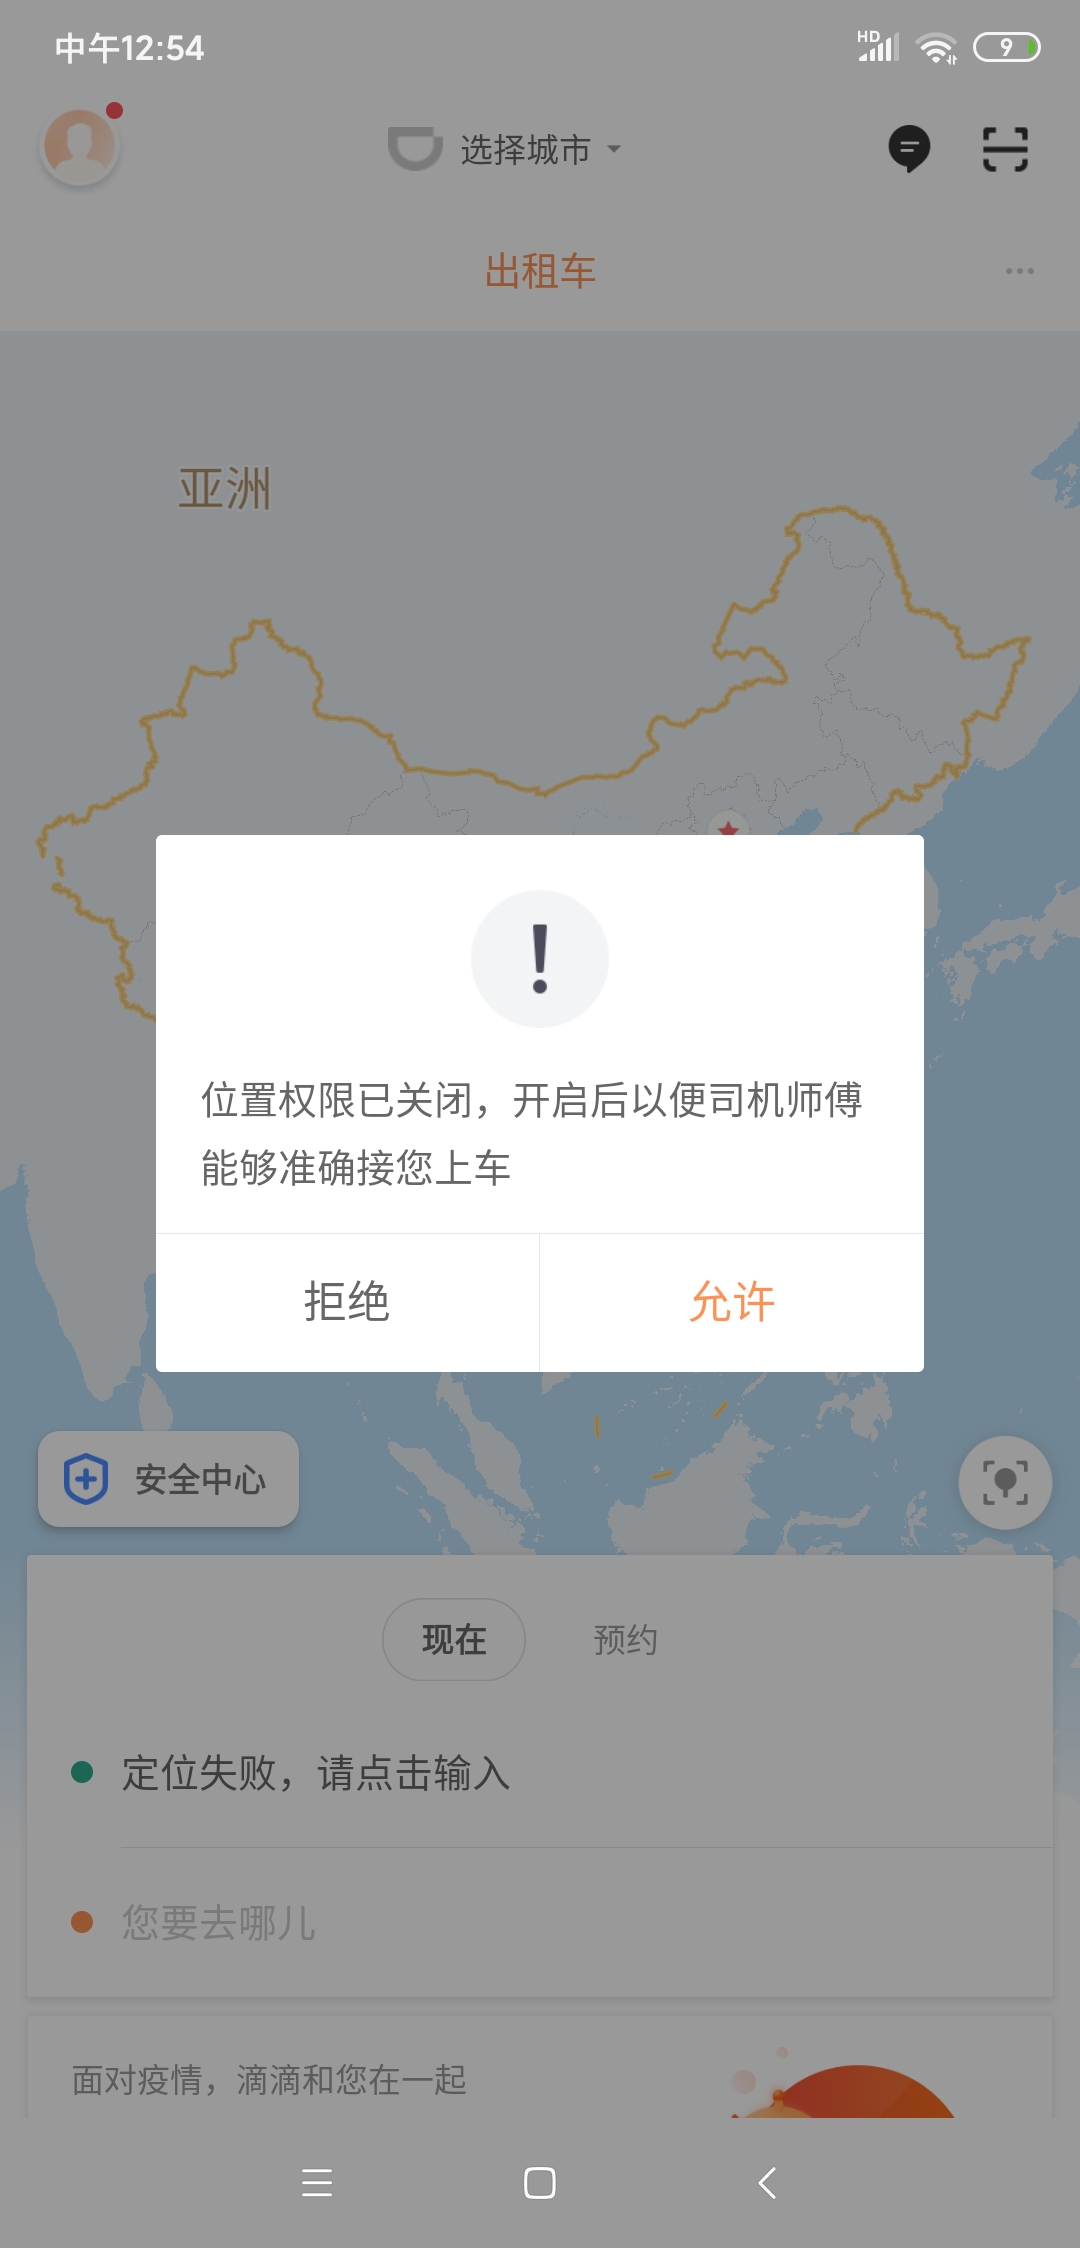 中午12:54
HD
9
选择城市
出租车
亚洲
位置权限已关闭，开启后以便司机师傅
能够准确接您上车
拒绝
允许
安全中心
现在
预约
定位失败，请点击输入
您要去哪儿
面对疫情，滴滴和您在一起